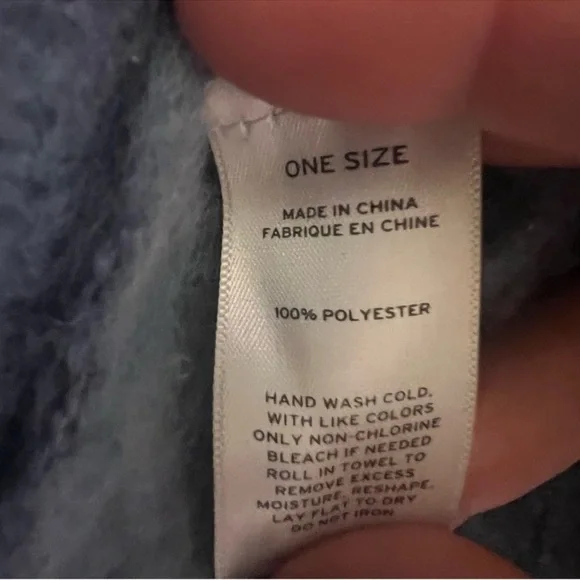 ONE SIZE
MADE IN CHINA
FABRIQUE EN CHINE
100% POLYESTER
HAND WASH COLD.
WITH LIKE COLORS
ONLY NON-CHLORINE
BLEACH IF NEEDED
ROLL IN TOWEL TO
REMOVE EXCESS
MOISTURE, RESHAPE.
LAY FLAT TO DRY
DO NOT IRON